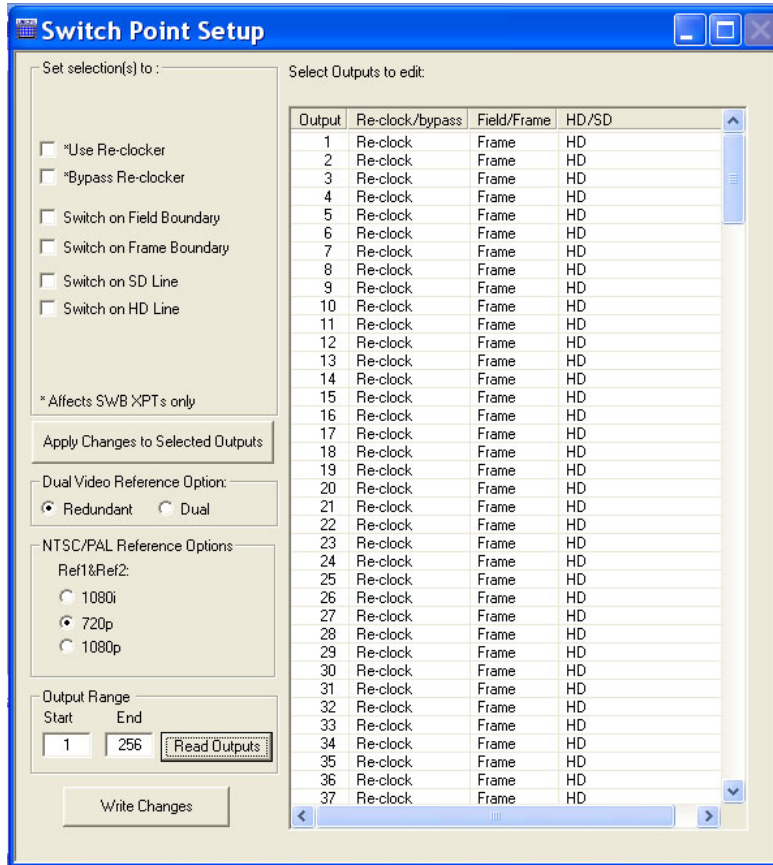 Switch Point Setup
Set selection(s) to :
*Use Re-clocker
*Bypass Re-clocker
Switch on Field Boundary
Switch on Frame Boundary
Switch on SD Line
Switch on HD Line
* Affects SWB XPTs only
Apply Changes to Selected Outputs
Dual Video Reference Option:
Redundant Dual
NTSC/PAL Reference Options
Ref1&Ref2:
1080i
720p
1080p
Output Range
Start End
1 256 Read Outputs
Write Changes
Select Outputs to edit:
Output Re-clock/bypass Field/Frame HD/SD
1 Re-clock Frame HD
2 Re-clock Frame HD
3 Re-clock Frame HD
4 Re-clock Frame HD
5 Re-clock Frame HD
6 Re-clock Frame HD
7 Re-clock Frame HD
8 Re-clock Frame HD
9 Re-clock Frame HD
10 Re-clock Frame HD
11 Re-clock Frame HD
12 Re-clock Frame HD
13 Re-clock Frame HD
14 Re-clock Frame HD
15 Re-clock Frame HD
16 Re-clock Frame HD
17 Re-clock Frame HD
18 Re-clock Frame HD
19 Re-clock Frame HD
20 Re-clock Frame HD
21 Re-clock Frame HD
22 Re-clock Frame HD
23 Re-clock Frame HD
24 Re-clock Frame HD
25 Re-clock Frame HD
26 Re-clock Frame HD
27 Re-clock Frame HD
28 Re-clock Frame HD
29 Re-clock Frame HD
30 Re-clock Frame HD
31 Re-clock Frame HD
32 Re-clock Frame HD
33 Re-clock Frame HD
34 Re-clock Frame HD
35 Re-clock Frame HD
36 Re-clock Frame HD
37 Re-clock Frame HD